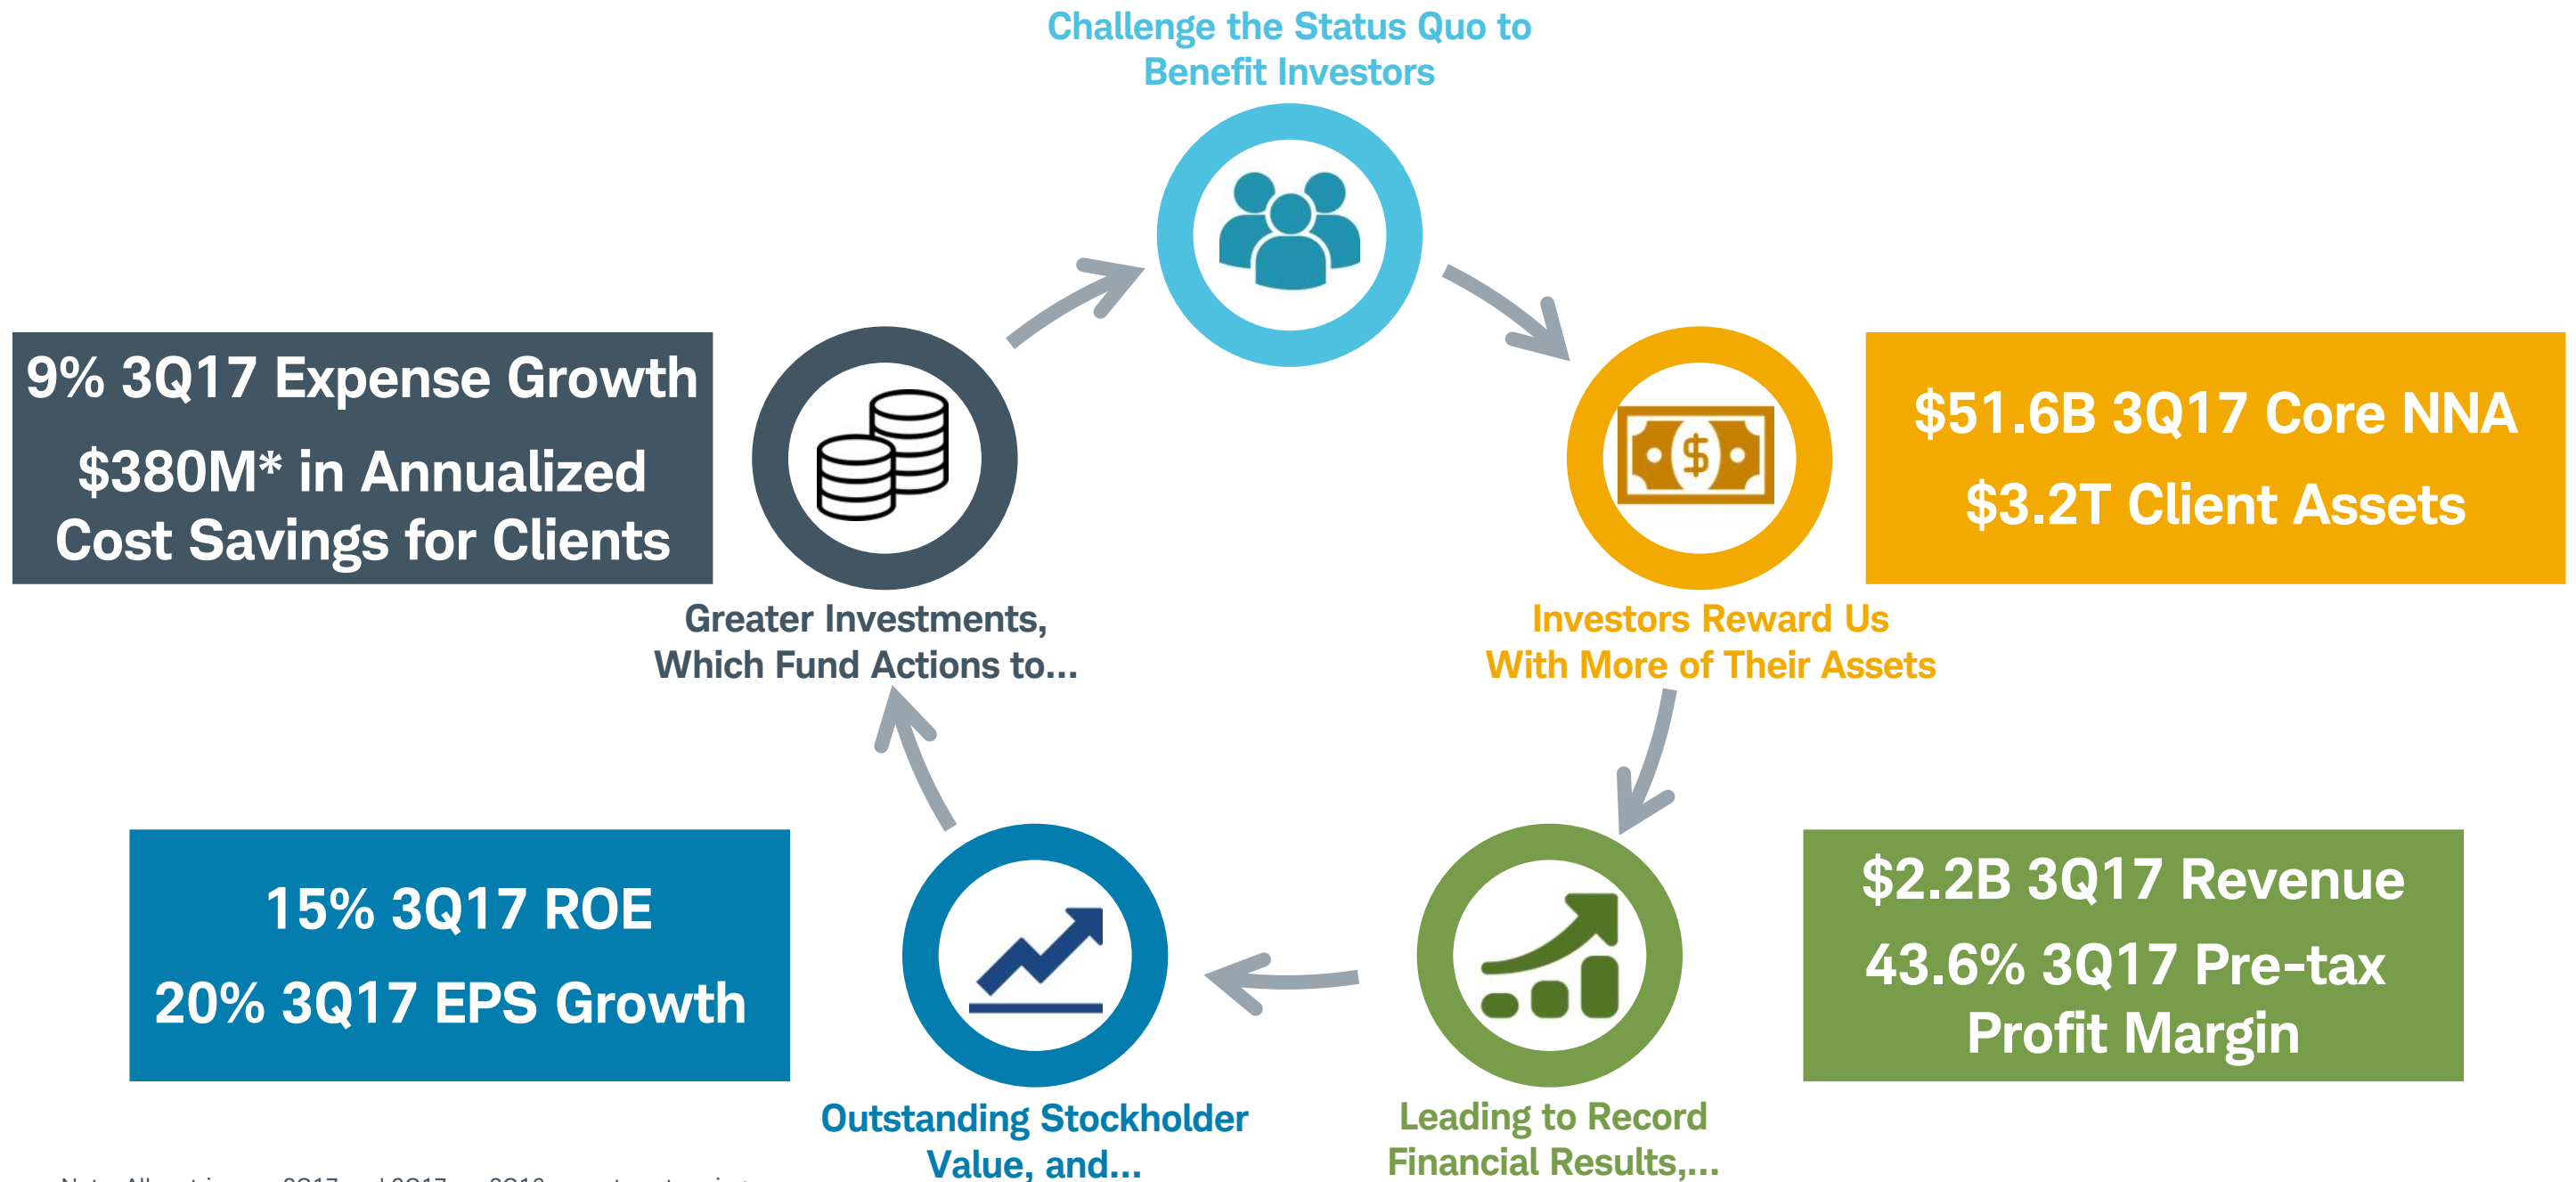 Challenge the Status Quo to
Benefit Investors
9% 3Q17 Expense Growth
$380M* in Annualized
Cost Savings for Clients
$
$51.6B 3Q17 Core NNA
$3.2T Client Assets
Greater Investments,
Which Fund Actions to...
Investors Reward Us
With More of Their Assets
15% 3Q17 ROE
20% 3Q17 EPS Growth
$2.2B 3Q17 Revenue
43.6% 3Q17 Pre-tax
Profit Margin
Outstanding Stockholder
Value, and...
Leading to Record
Financial Results,...